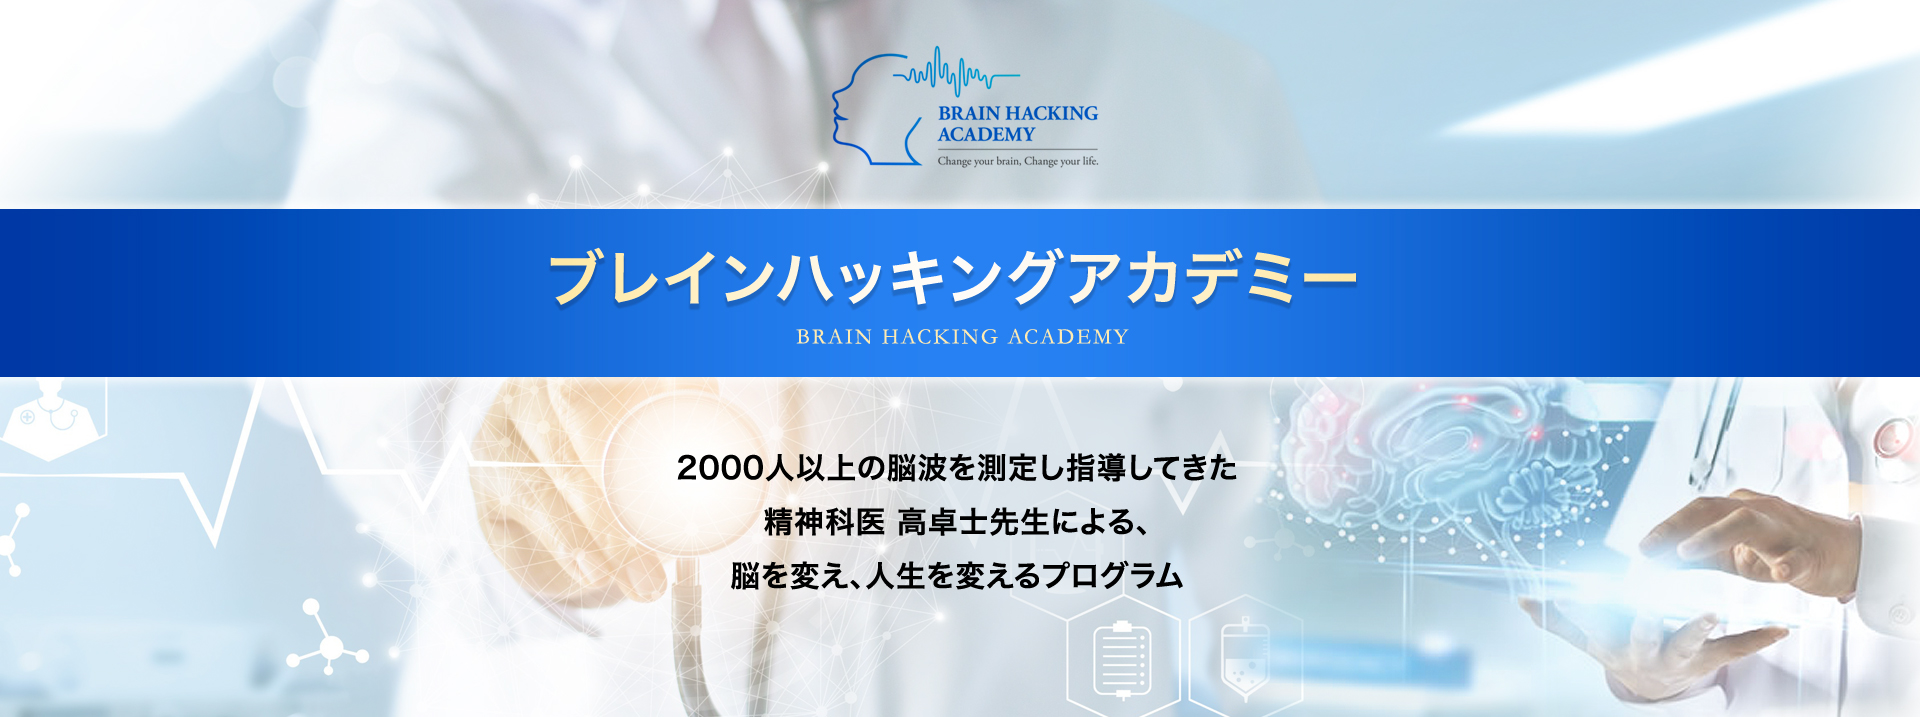 BRAIN HACKING
ACADEMY
Change your brain, Change your life.
ブレインハッキングアカデミー
BRAIN HACKING ACADEMY
2000人以上の脳波を測定し指導してきた
精神科医 高卓士先生による、
脳を変え、人生を変えるプログラム